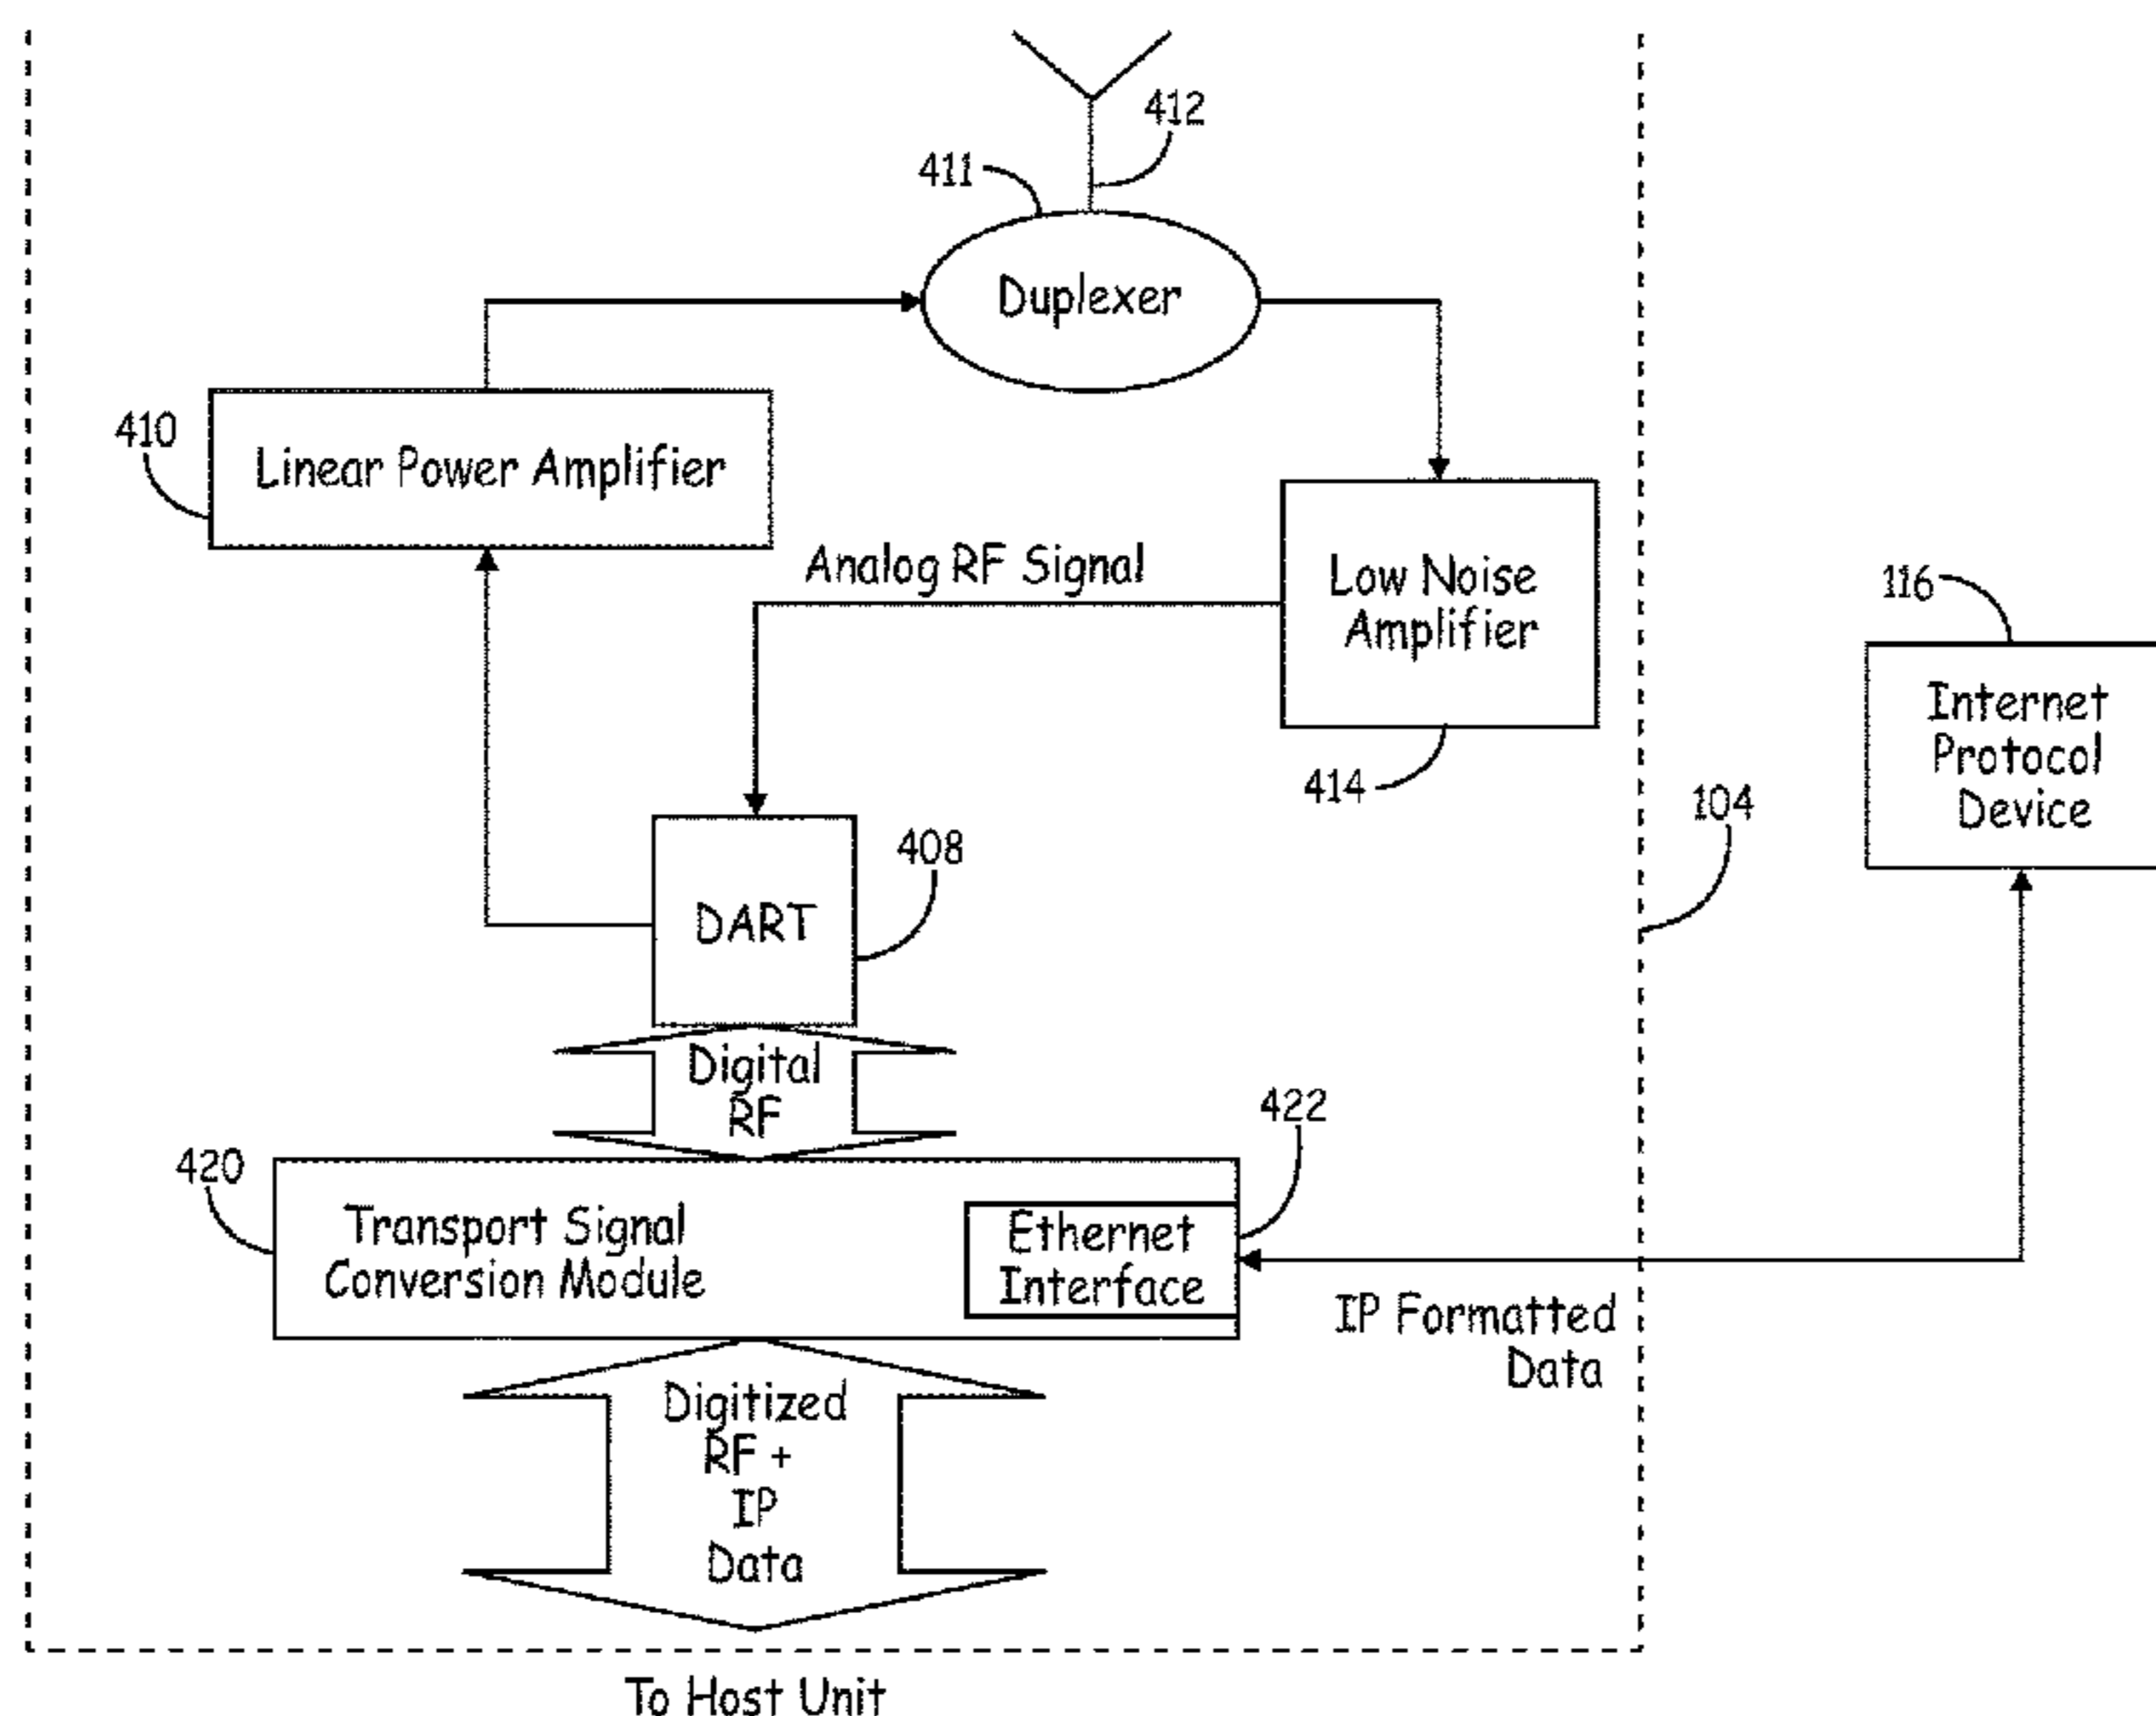 412
411
Duplexer
410
Linear Power Amplifier
Analog RF Signal
Low Noise
Amplifier
414
116
Internet
Protocol
Device
104
408
DART
Digital
RF
422
420
Transport Signal
Conversion Module
Ethernet
Interface
IP Formatted
Data
Digitized
RF +
IP
Data
To Host Unit